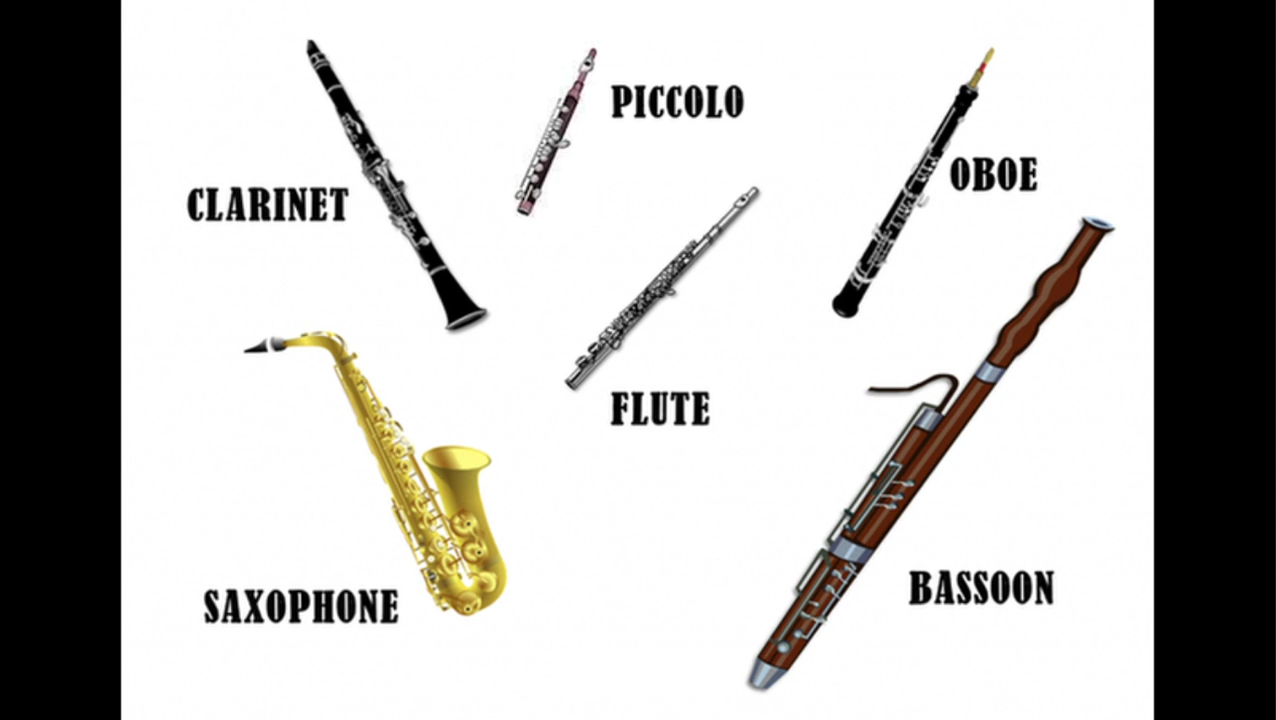 PICCOLO
OBOE
CLARINET
FLUTE
BASSOON
SAXOPHONE